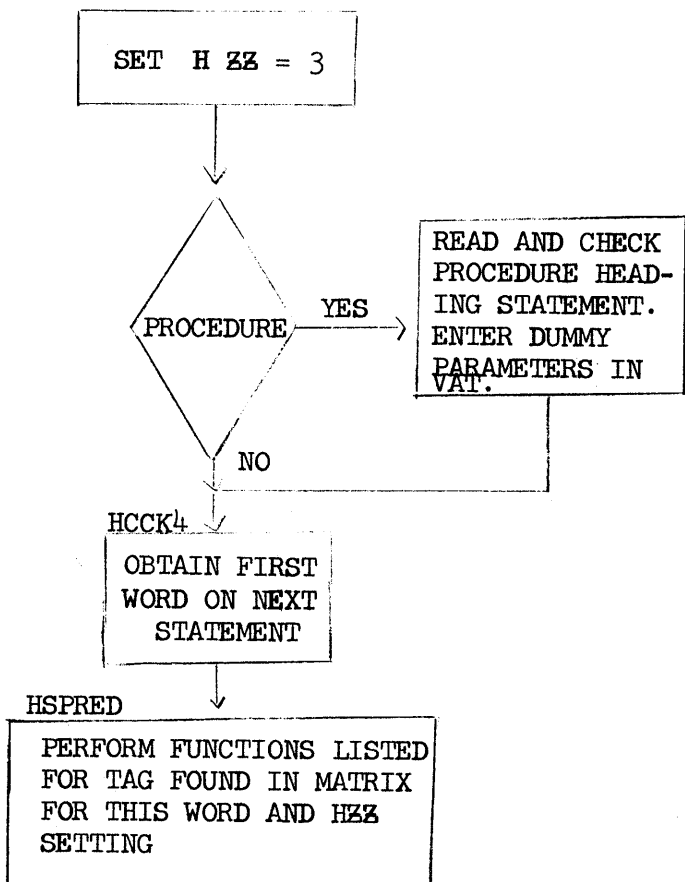 SET H ZZ = 3
PROCEDURE
YES
READ AND CHECK
PROCEDURE HEAD-
ING STATEMENT.
ENTER DUMMY
PARAMETERS IN
VAT.
NO
HCCK4
OBTAIN FIRST
WORD ON NEXT
STATEMENT
HSPRED
PERFORM FUNCTIONS LISTED
FOR TAG FOUND IN MATRIX
FOR THIS WORD AND HZZ
SETTING